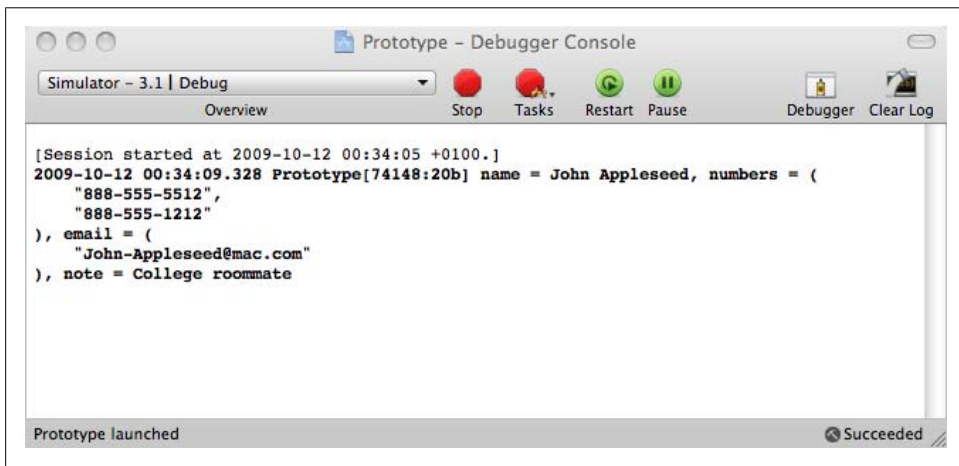 Prototype – Debugger Console
Simulator – 3.1 | Debug
Overview
Stop
Tasks
Restart
Pause
Debugger
Clear Log
[Session started at 2009-10-12 00:34:05 +0100.]
2009-10-12 00:34:09.328 Prototype[74148:20b] name = John Appleseed, numbers = (
    "888-555-5512",
    "888-555-1212"
), email = (
    "John-Appleseed@mac.com"
), note = College roommate
Prototype launched
Succeeded